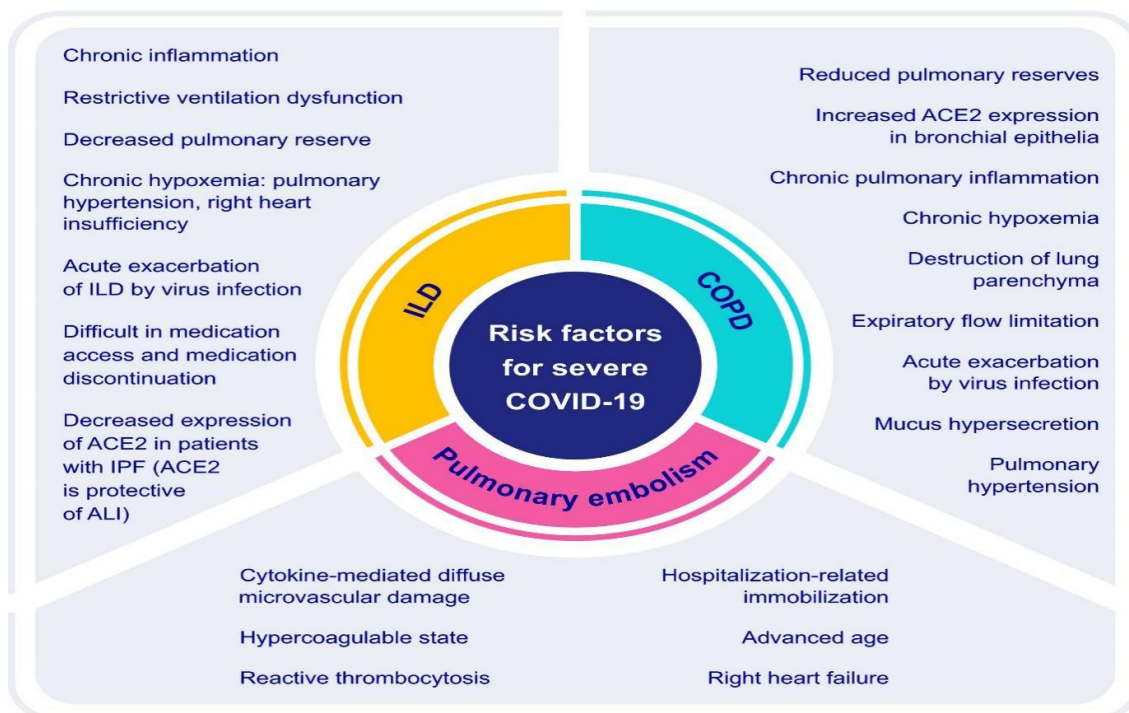 Chronic inflammation
Restrictive ventilation dysfunction
Decreased pulmonary reserve
Chronic hypoxemia: pulmonary
hypertension, right heart
insufficiency
Acute exacerbation
of ILD by virus infection
Difficult in medication
access and medication
discontinuation
Decreased expression
of ACE2 in patients
with IPF (ACE2
is protective
of ALI)
Reduced pulmonary reserves
Increased ACE2 expression
in bronchial epithelia
Chronic pulmonary inflammation
Chronic hypoxemia
Destruction of lung
parenchyma
Expiratory flow limitation
Acute exacerbation
by virus infection
Mucus hypersecretion
Pulmonary
hypertension
ILD
COPD
Risk factors
for severe
COVID-19
Pulmonary embolism
Cytokine-mediated diffuse
microvascular damage
Hypercoagulable state
Reactive thrombocytosis
Hospitalization-related
immobilization
Advanced age
Right heart failure